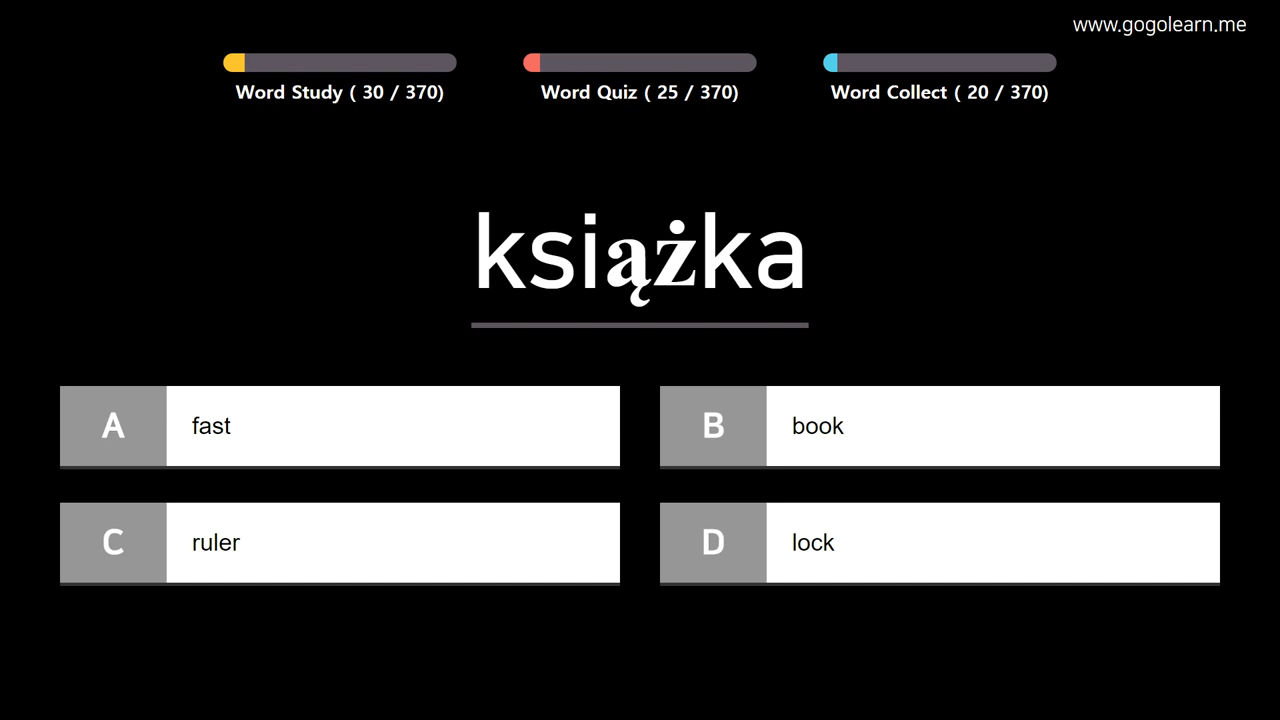 www.gogolearn.me
Word Study ( 30 / 370)
Word Quiz ( 25 / 370)
Word Collect ( 20 / 370)
książka
A fast
B book
C ruler
D lock